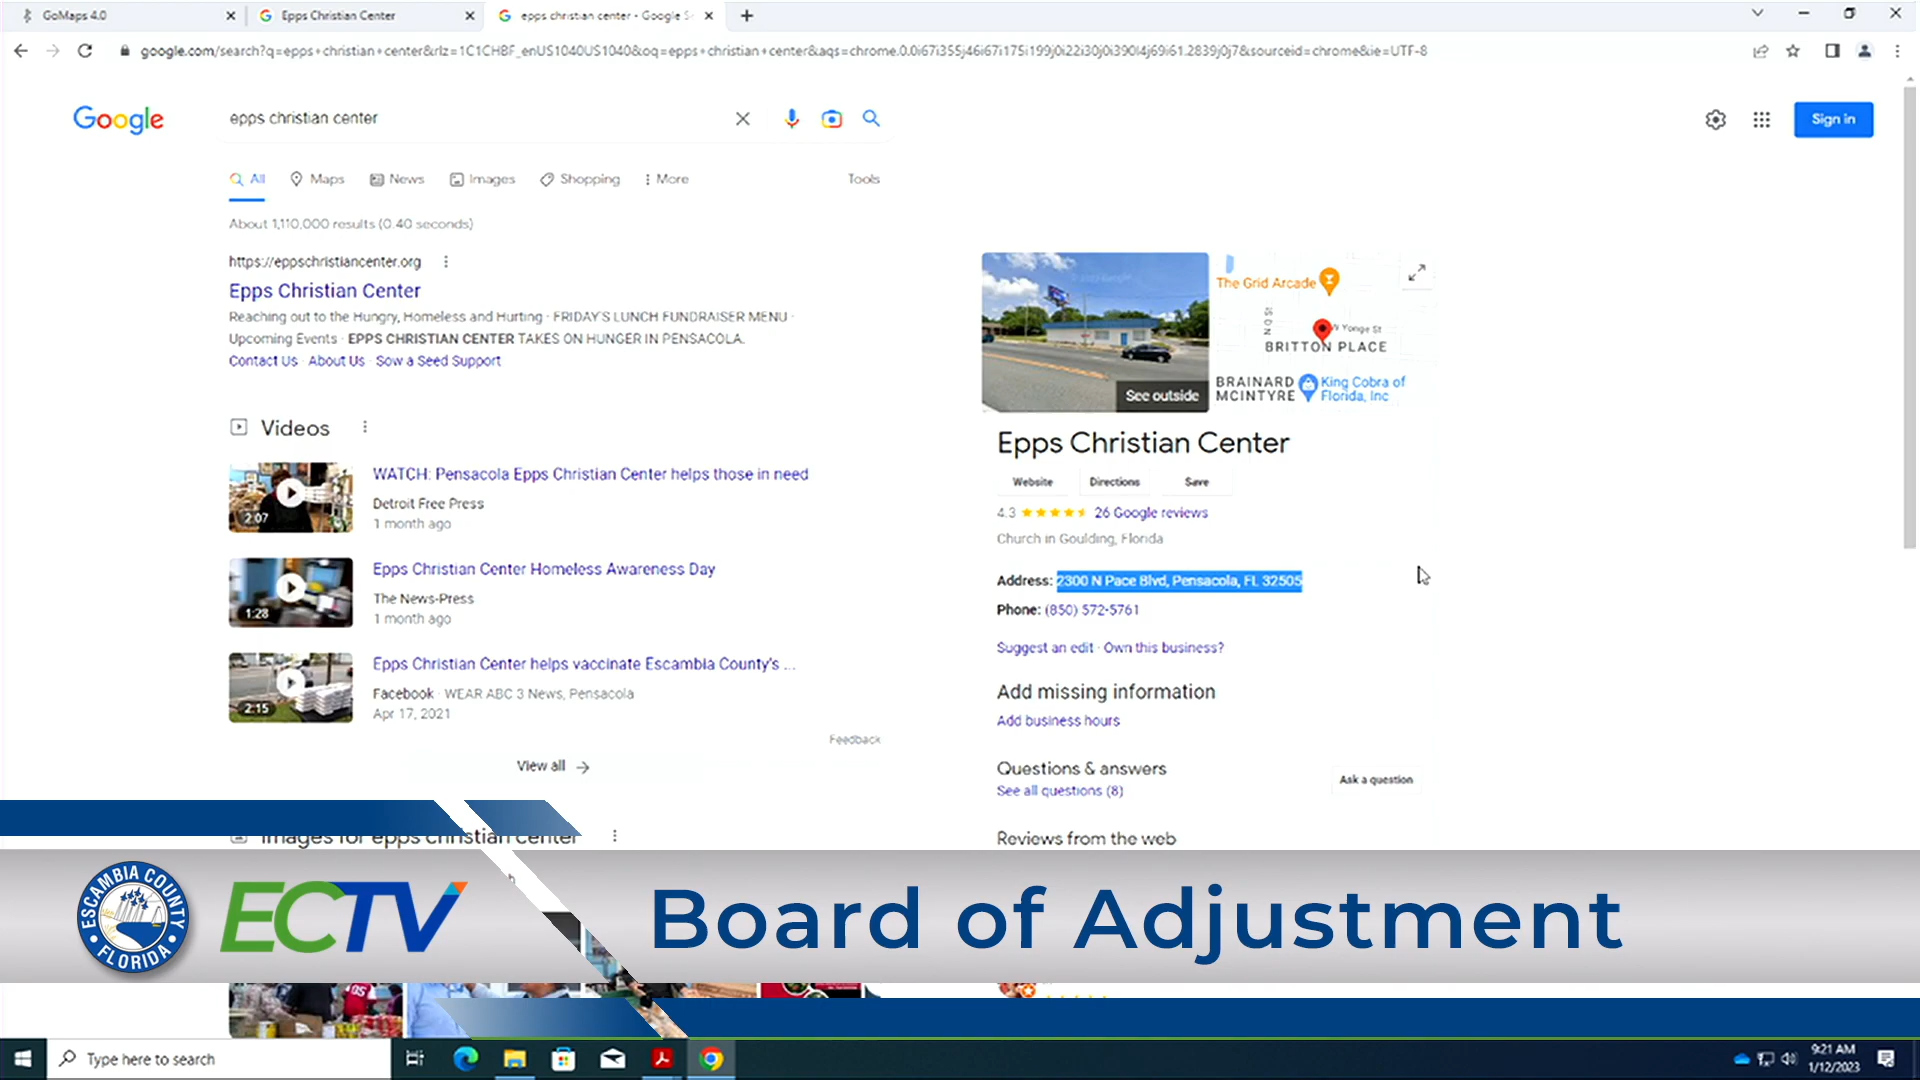 GoMaps 4.0
Epps Christian Center
epps christian center - Google S
google.com/search?q=epps+christian+center&rlz=1C1CHBF_enUS1040US1040&oq=epps+christian+center&aqs=chrome.0.0i67i355j46i67i175i199j0i22i30j0i390l4j69i61.2839j0j7&sourceid=chrome&ie=UTF-8
Google
epps christian center
Sign in
All
Maps
News
Images
Shopping
More
Tools
About 1,110,000 results (0.40 seconds)
https://eppschristiancenter.org
Epps Christian Center
Reaching out to the Hungry, Homeless and Hurting · FRIDAY'S LUNCH FUNDRAISER MENU ·
Upcoming Events · EPPS CHRISTIAN CENTER TAKES ON HUNGER IN PENSACOLA.
Contact Us · About Us · Sow a Seed Support
Videos
WATCH: Pensacola Epps Christian Center helps those in need
Detroit Free Press
1 month ago
2:07
Epps Christian Center Homeless Awareness Day
The News-Press
1 month ago
1:28
Epps Christian Center helps vaccinate Escambia County's ...
Facebook · WEAR ABC 3 News, Pensacola
Apr 17, 2021
2:15
Feedback
View all
Images for epps christian center
See outside
The Grid Arcade
W Yonge St
BRITTON PLACE
BRAINARD
MCINTYRE
King Cobra of
Florida, Inc
Epps Christian Center
Website
Directions
Save
4.3
26 Google reviews
Church in Goulding, Florida
Address: 2300 N Pace Blvd, Pensacola, FL 32505
Phone: (850) 572-5761
Suggest an edit · Own this business?
Add missing information
Add business hours
Questions & answers
See all questions (8)
Ask a question
Reviews from the web
ESCAMBIA COUNTY
FLORIDA
ECTV
Board of Adjustment
Type here to search
9:21 AM
1/12/2023